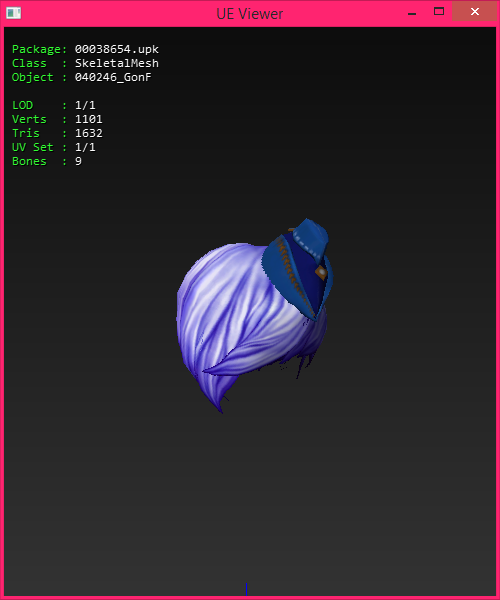 UE Viewer
Package: 00038654.upk
Class : SkeletalMesh
Object : 040246_GonF
LOD : 1/1
Verts : 1101
Tris : 1632
UV Set : 1/1
Bones : 9